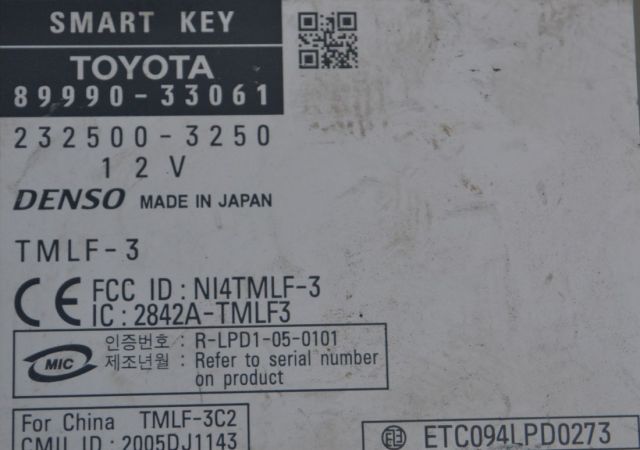 SMART KEY
TOYOTA
89990-33061
232500-3250
12V
DENSO MADE IN JAPAN
TMLF-3
CE FCC ID : NI4TMLF-3
IC : 2842A-TMLF3
MIC 인증번호 : R-LPD1-05-0101
제조년월 : Refer to serial number
on product
For China TMLF-3C2
CMII ID : 2005DJ1143
ETC094LPD0273